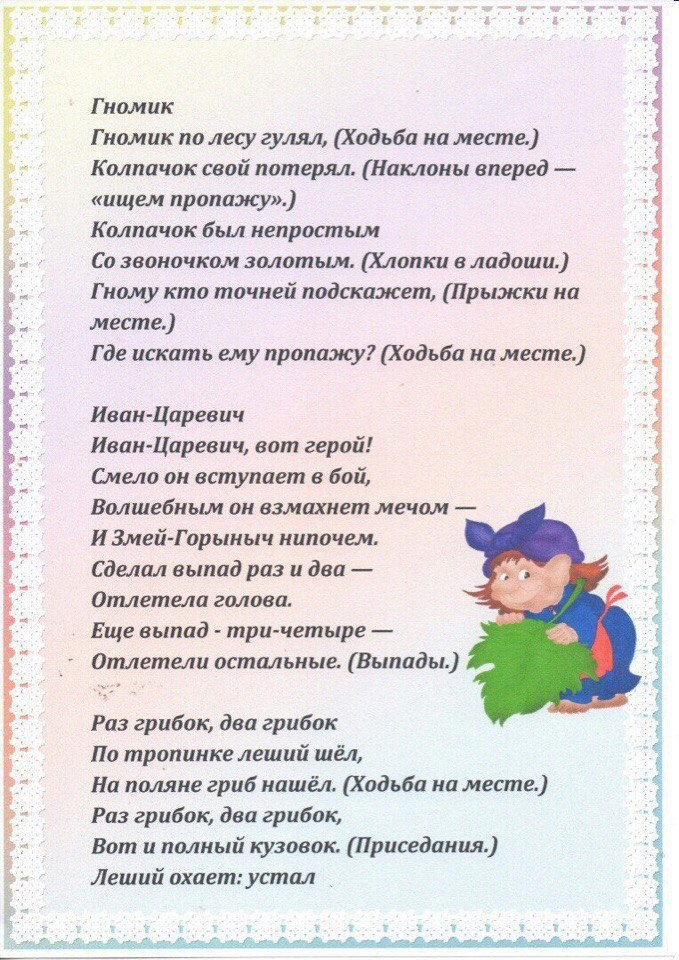 Гномик
Гномик по лесу гулял, (Ходьба на месте.)
Колпачок свой потерял. (Наклоны вперед —
«ищем пропажу».)
Колпачок был непростым
Со звоночком золотым. (Хлопки в ладоши.)
Гному кто точней подскажет, (Прыжки на
месте.)
Где искать ему пропажу? (Ходьба на месте.)
Иван-Царевич
Иван-Царевич, вот герой!
Смело он вступает в бой,
Волшебным он взмахнет мечом —
И Змей-Горыныч нипочем.
Сделал выпад раз и два —
Отлетела голова.
Еще выпад - три-четыре —
Отлетели остальные. (Выпады.)
Раз грибок, два грибок
По тропинке леший шёл,
На поляне гриб нашёл. (Ходьба на месте.)
Раз грибок, два грибок,
Вот и полный кузовок. (Приседания.)
Леший охает: устал